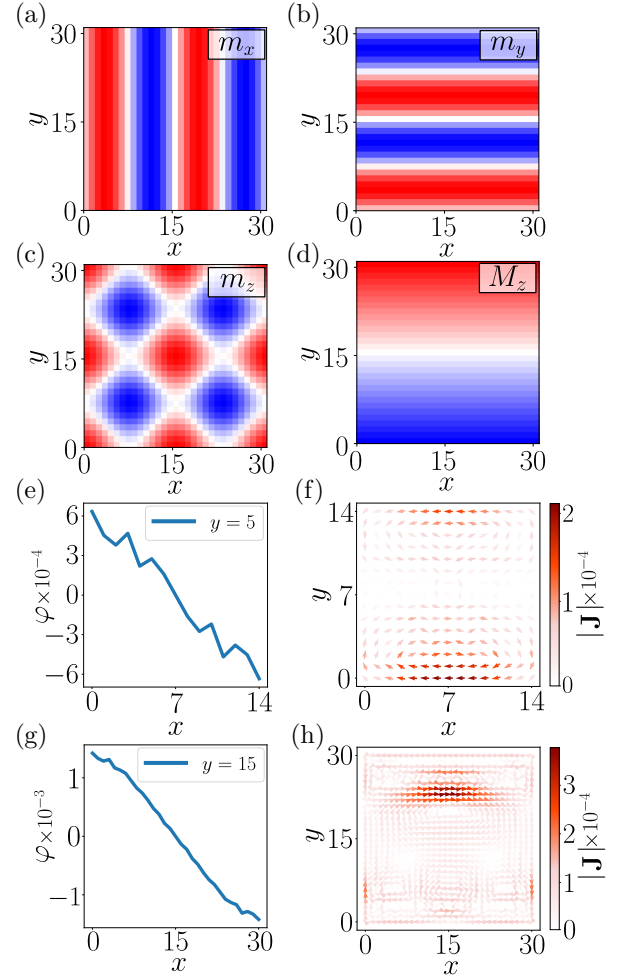 (a)
m_x
30
15
0
y
0
15
30
x
(b)
m_y
30
15
0
y
0
15
30
x
(c)
m_z
30
15
0
y
0
15
30
x
(d)
M_z
30
15
0
y
0
15
30
x
(e)
y = 5
6
3
0
−3
−6
φ×10⁻⁴
0
7
14
x
(f)
14
7
0
y
0
7
14
x
2
1
0
|J|×10⁻⁴
(g)
y = 15
1
0
−1
φ×10⁻³
0
15
30
x
(h)
30
15
0
y
0
15
30
x
3
2
1
0
|J|×10⁻⁴